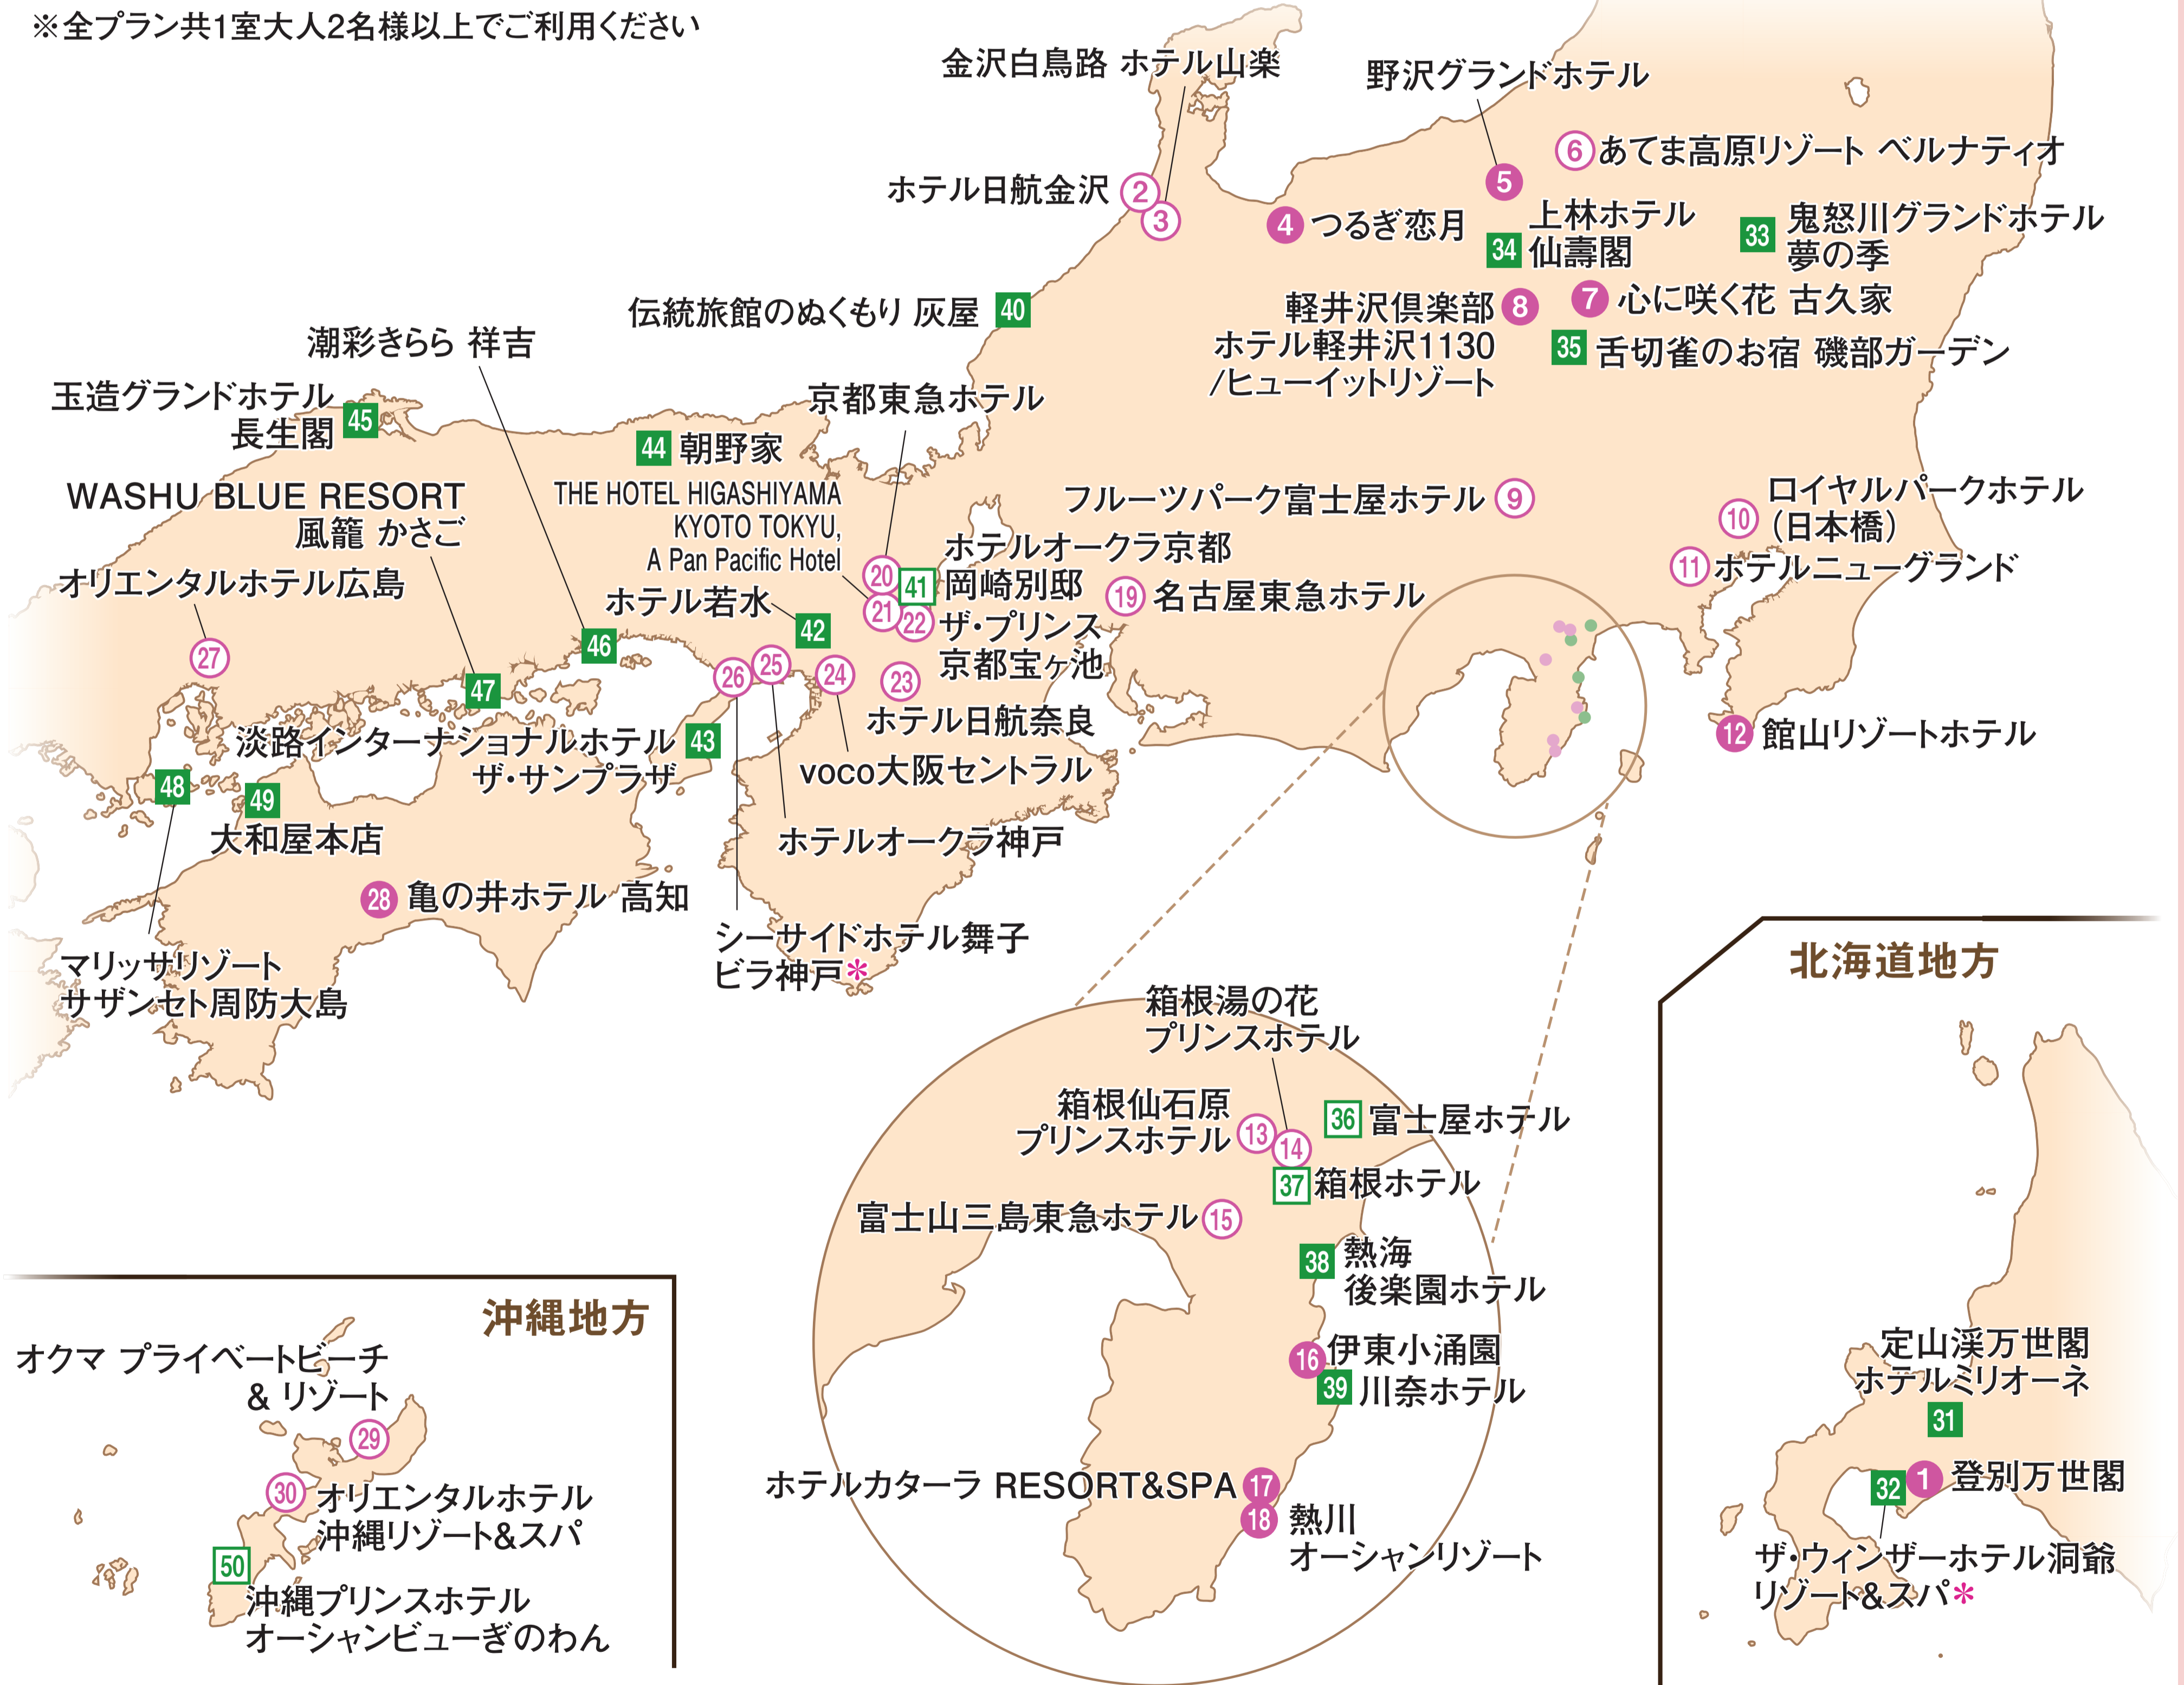 ※全プラン共1室大人2名様以上でご利用ください
金沢白鳥路 ホテル山楽
3
野沢グランドホテル
5
6 あてま高原リゾート ベルナティオ
ホテル日航金沢 2
4 つるぎ恋月
34 上林ホテル
仙壽閣
33 鬼怒川グランドホテル
夢の季
伝統旅館のぬくもり 灰屋 40
軽井沢倶楽部 8
ホテル軽井沢1130
/ヒューイットリゾート
7 心に咲く花 古久家
35 舌切雀のお宿 磯部ガーデン
潮彩きらら 祥吉
46
玉造グランドホテル
長生閣
45
京都東急ホテル
20
44 朝野家
WASHU BLUE RESORT
風籠 かさご
47
THE HOTEL HIGASHIYAMA
KYOTO TOKYU,
A Pan Pacific Hotel
21
フルーツパーク富士屋ホテル 9
10 ロイヤルパークホテル
（日本橋）
11 ホテルニューグランド
ホテルオークラ京都
41 岡崎別邸
22 ザ・プリンス
京都宝ヶ池
19 名古屋東急ホテル
オリエンタルホテル広島
27
ホテル若水
42
26
25
24
23
ホテル日航奈良
voco大阪セントラル
ホテルオークラ神戸
シーサイドホテル舞子
ビラ神戸＊
淡路インターナショナルホテル 43
ザ・サンプラザ
12 館山リゾートホテル
48
49
大和屋本店
28 亀の井ホテル 高知
マリッサリゾート
サザンセト周防大島
箱根湯の花
プリンスホテル
14
箱根仙石原
プリンスホテル 13
36 富士屋ホテル
37 箱根ホテル
富士山三島東急ホテル 15
38 熱海
後楽園ホテル
16 伊東小涌園
39 川奈ホテル
ホテルカターラ RESORT&SPA 17
18 熱川
オーシャンリゾート
沖縄地方
オクマ プライベートビーチ
& リゾート
29
30 オリエンタルホテル
沖縄リゾート&スパ
50
沖縄プリンスホテル
オーシャンビューぎのわん
北海道地方
定山渓万世閣
ホテルミリオーネ
31
32
1 登別万世閣
ザ・ウィンザーホテル洞爺
リゾート&スパ＊